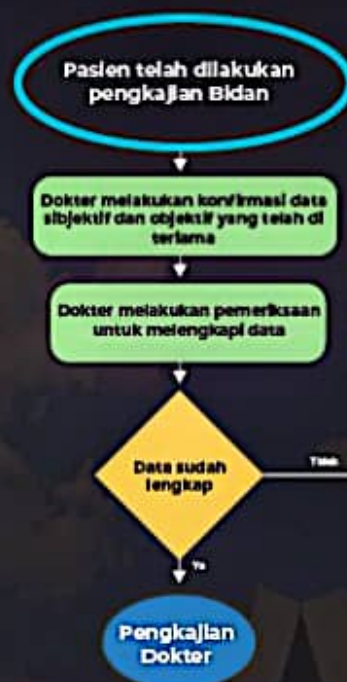 Pasien telah dilakukan
pengkajian Bidan
Dokter melakukan konfirmasi data
sibjektif dan objektif yang telah di
teriama
Dokter melakukan pemeriksaan
untuk melengkapi data
Data sudah
lengkap
Tidak
Ya
Pengkajian
Dokter